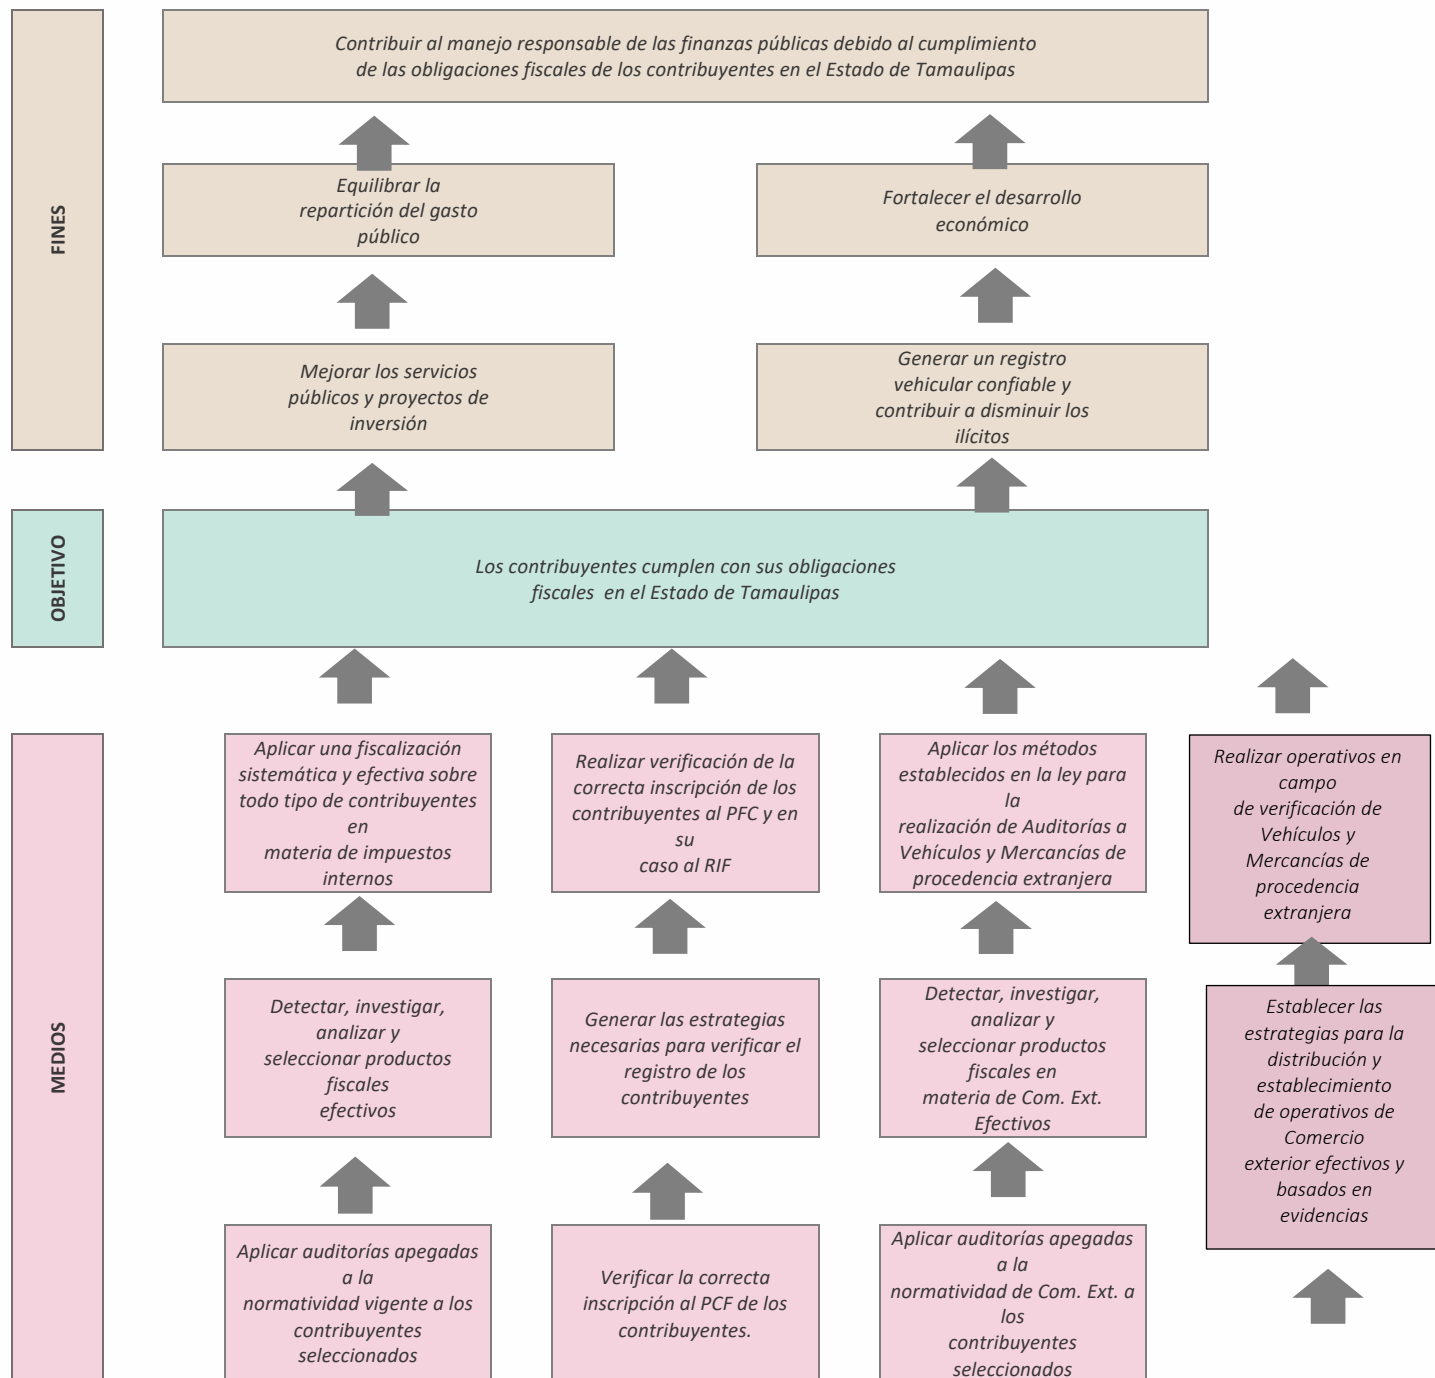 FINES
Contribuir al manejo responsable de las finanzas públicas debido al cumplimiento
de las obligaciones fiscales de los contribuyentes en el Estado de Tamaulipas
Equilibrar la
repartición del gasto
público
Fortalecer el desarrollo
económico
Mejorar los servicios
públicos y proyectos de
inversión
Generar un registro
vehicular confiable y
contribuir a disminuir los
ilícitos
OBJETIVO
Los contribuyentes cumplen con sus obligaciones
fiscales en el Estado de Tamaulipas
MEDIOS
Aplicar una fiscalización
sistemática y efectiva sobre
todo tipo de contribuyentes
en
materia de impuestos
internos
Realizar verificación de la
correcta inscripción de los
contribuyentes al PFC y en
su
caso al RIF
Aplicar los métodos
establecidos en la ley para
la
realización de Auditorías a
Vehículos y Mercancías de
procedencia extranjera
Realizar operativos en
campo
de verificación de
Vehículos y
Mercancías de
procedencia
extranjera
Detectar, investigar,
analizar y
seleccionar productos
fiscales
efectivos
Generar las estrategias
necesarias para verificar el
registro de los
contribuyentes
Detectar, investigar,
analizar y
seleccionar productos
fiscales en
materia de Com. Ext.
Efectivos
Establecer las
estrategias para la
distribución y
establecimiento
de operativos de
Comercio
exterior efectivos y
basados en
evidencias
Aplicar auditorías apegadas
a la
normatividad vigente a los
contribuyentes
seleccionados
Verificar la correcta
inscripción al PCF de los
contribuyentes.
Aplicar auditorías apegadas
a la
normatividad de Com. Ext. a
los
contribuyentes
seleccionados